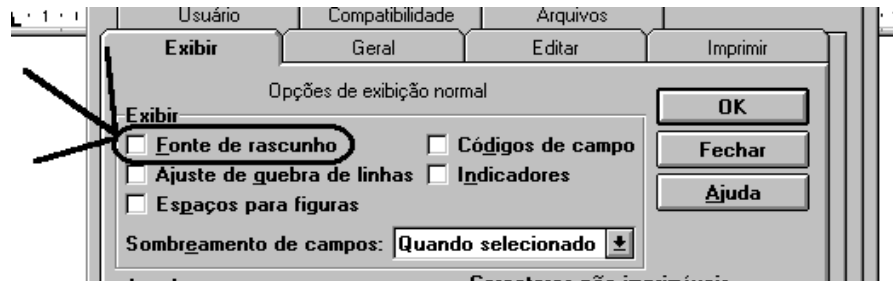 Usuário Compatibilidade Arquivos
Exibir Geral Editar Imprimir
Opções de exibição normal
Exibir
OK
Fonte de rascunho Códigos de campo
Fechar
Ajuste de quebra de linhas Indicadores
Ajuda
Espaços para figuras
Sombreamento de campos: Quando selecionado